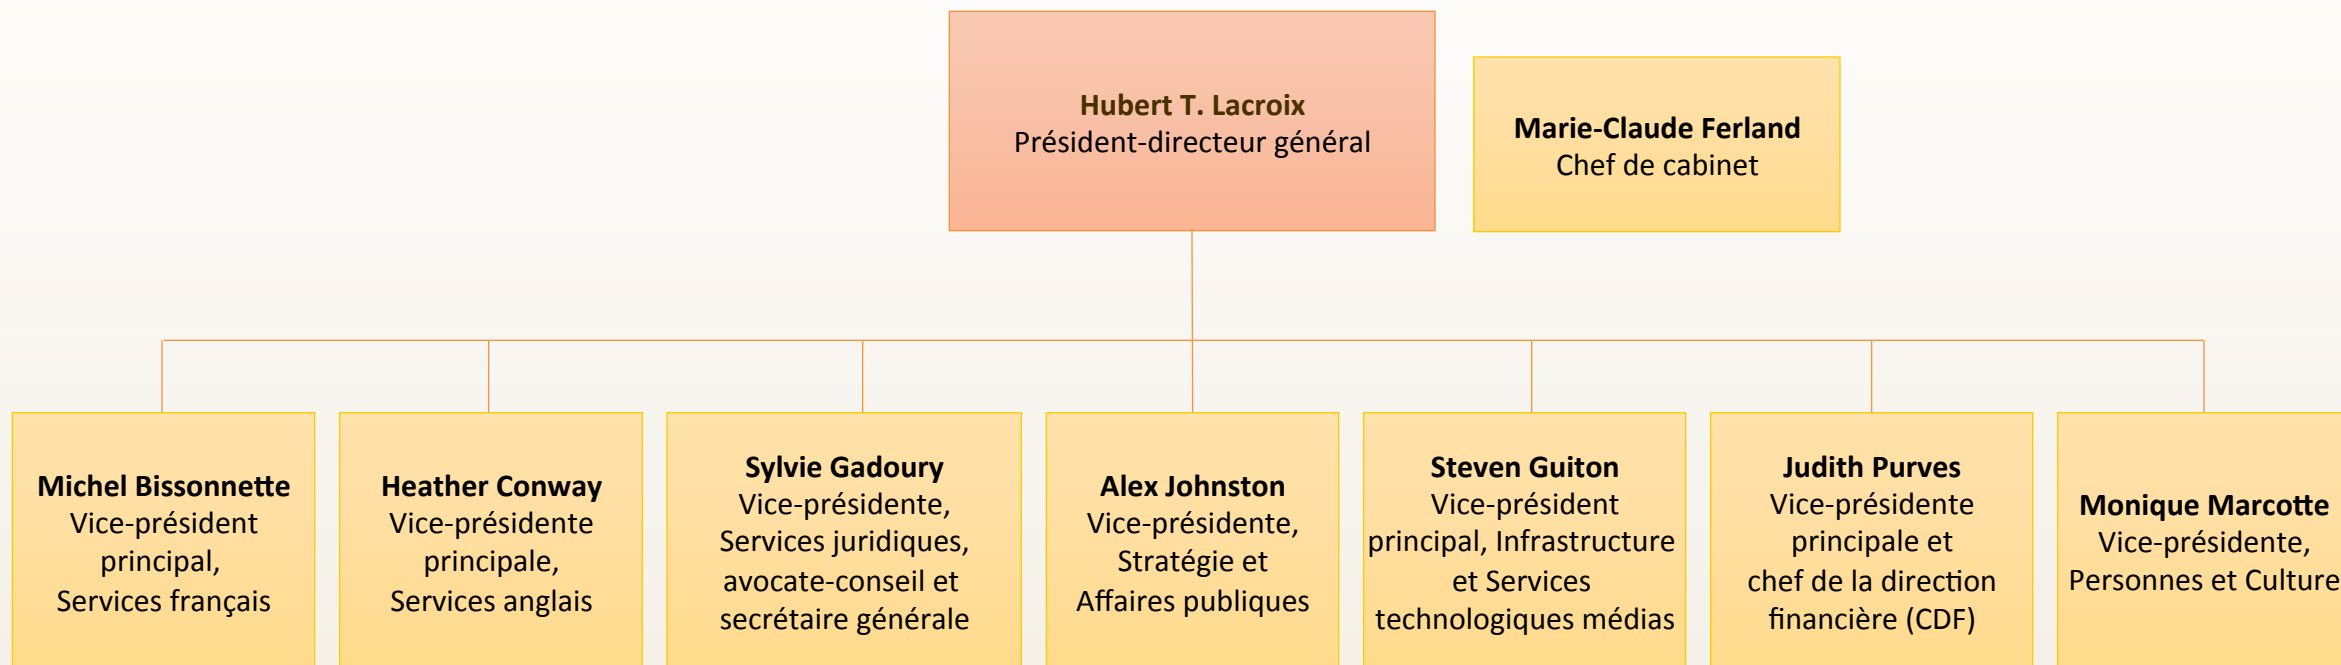 Hubert T. Lacroix
Président-directeur général
Marie-Claude Ferland
Chef de cabinet
Michel Bissonnette
Vice-président
principal,
Services français
Heather Conway
Vice-présidente
principale,
Services anglais
Sylvie Gadoury
Vice-présidente,
Services juridiques,
avocate-conseil et
secrétaire générale
Alex Johnston
Vice-présidente,
Stratégie et
Affaires publiques
Steven Guiton
Vice-président
principal, Infrastructure
et Services
technologiques médias
Judith Purves
Vice-présidente
principale et
chef de la direction
financière (CDF)
Monique Marcotte
Vice-présidente,
Personnes et Culture